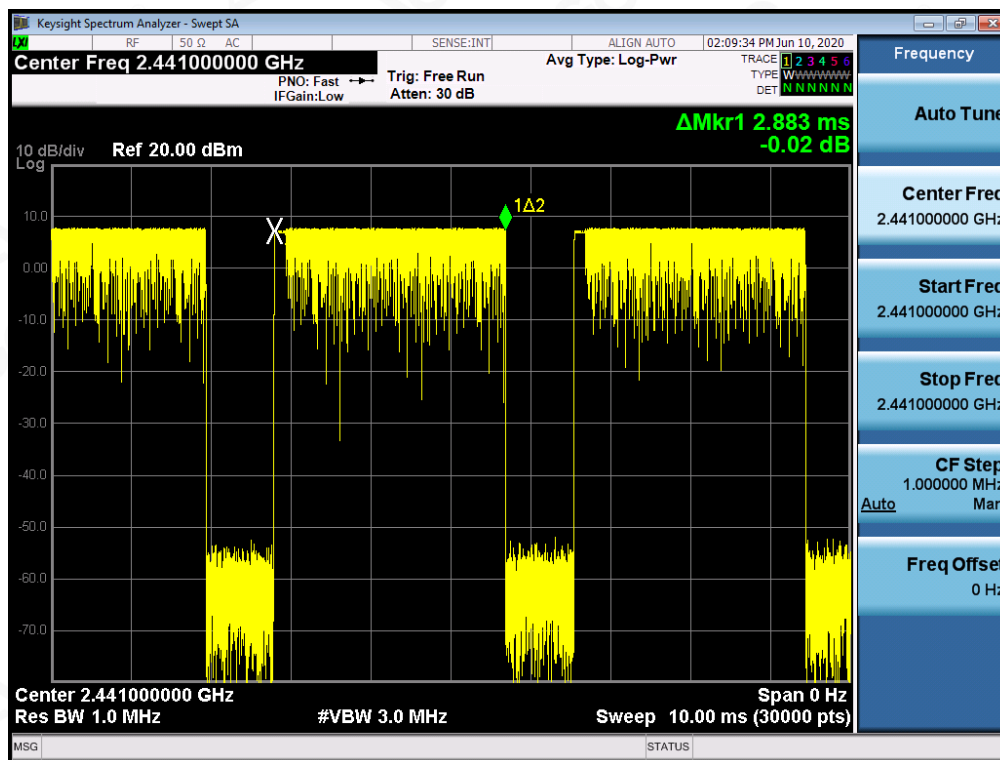 Keysight Spectrum Analyzer - Swept SA
LXI RF 50 Ω AC SENSE:INT ALIGN AUTO 02:09:34 PM Jun 10, 2020
Center Freq 2.441000000 GHz
PNO: Fast
IFGain:Low
Trig: Free Run
Atten: 30 dB
Avg Type: Log-Pwr
TRACE 1 2 3 4 5 6
TYPE W W W W W W
DET N N N N N N
ΔMkr1 2.883 ms
-0.02 dB
10 dB/div Ref 20.00 dBm
Log
10.0
0.00
-10.0
-20.0
-30.0
-40.0
-50.0
-60.0
-70.0
X
1Δ2
Center 2.441000000 GHz Span 0 Hz
Res BW 1.0 MHz #VBW 3.0 MHz Sweep 10.00 ms (30000 pts)
MSG STATUS
Frequency
Auto Tune
Center Freq
2.441000000 GHz
Start Freq
2.441000000 GHz
Stop Freq
2.441000000 GHz
CF Step
1.000000 MHz
Auto Man
Freq Offset
0 Hz